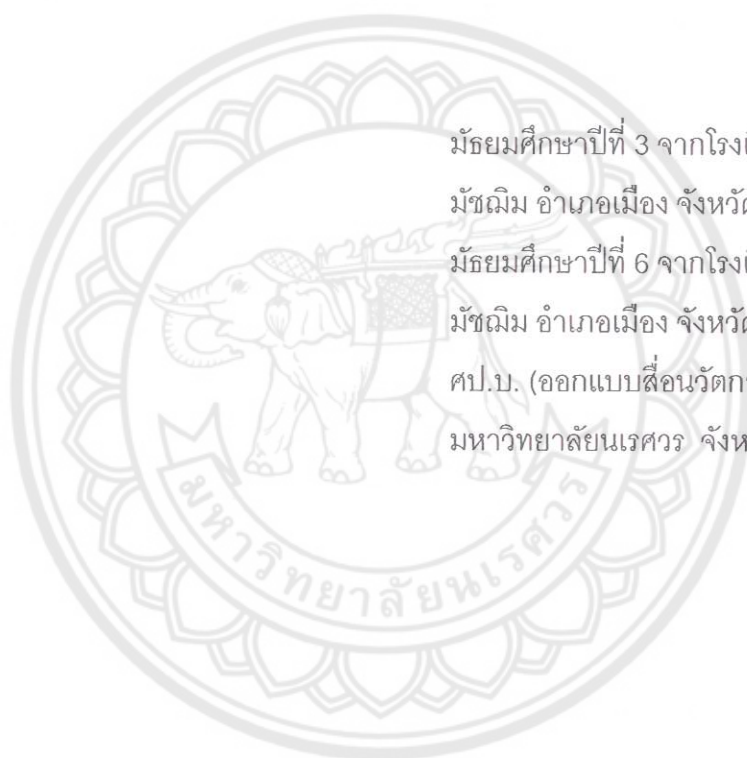 มัธยมศึกษาปีที่ 3 จากโรงเ
มัชฌิม อำเภอเมือง จังหวัด
มัธยมศึกษาปีที่ 6 จากโรงเ
มัชฌิม อำเภอเมือง จังหวัด
ศป.บ. (ออกแบบสื่อนวัตก
มหาวิทยาลัยนเรศวร จังห
มหาวิทยาลัยนเรศวร